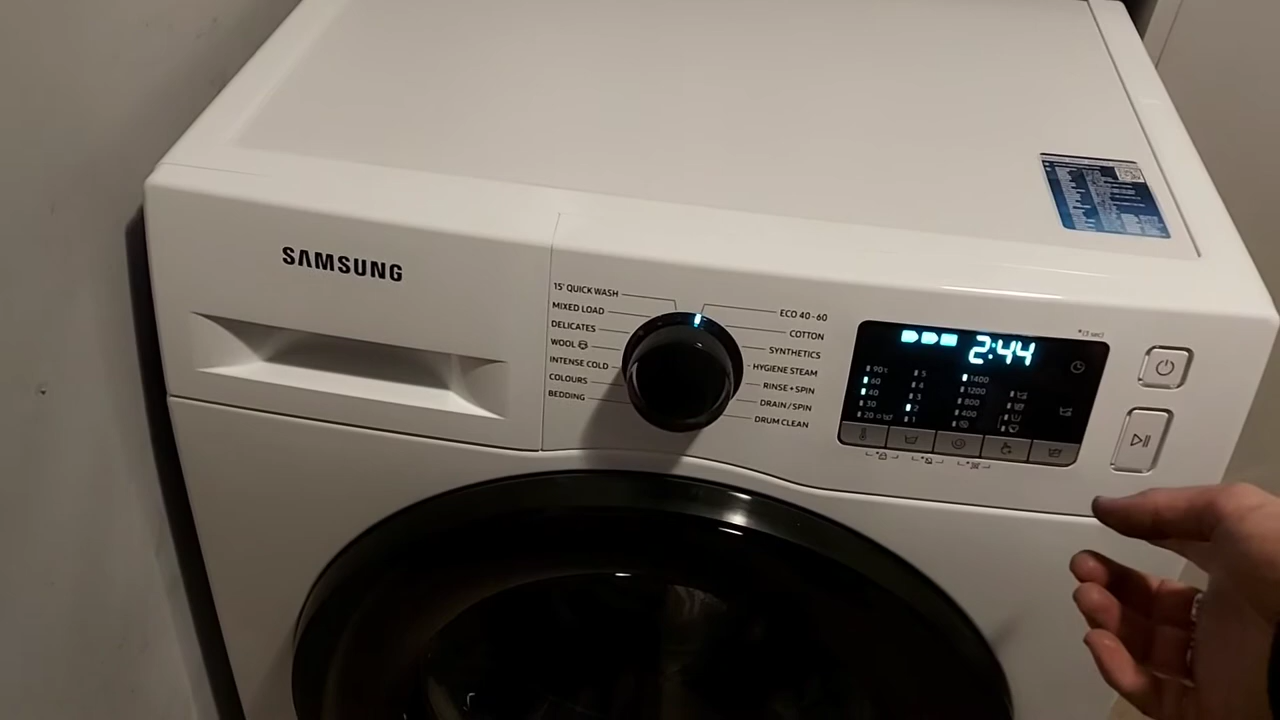 SAMSUNG
15' QUICK WASH
MIXED LOAD
DELICATES
WOOL
INTENSE COLD
COLOURS
BEDDING
ECO 40-60
COTTON
SYNTHETICS
HYGIENE STEAM
RINSE+SPIN
DRAIN/SPIN
DRUM CLEAN
2:44
*(3 sec)
90℃
60
40
30
20
5
4
3
2
1
1400
1200
800
400